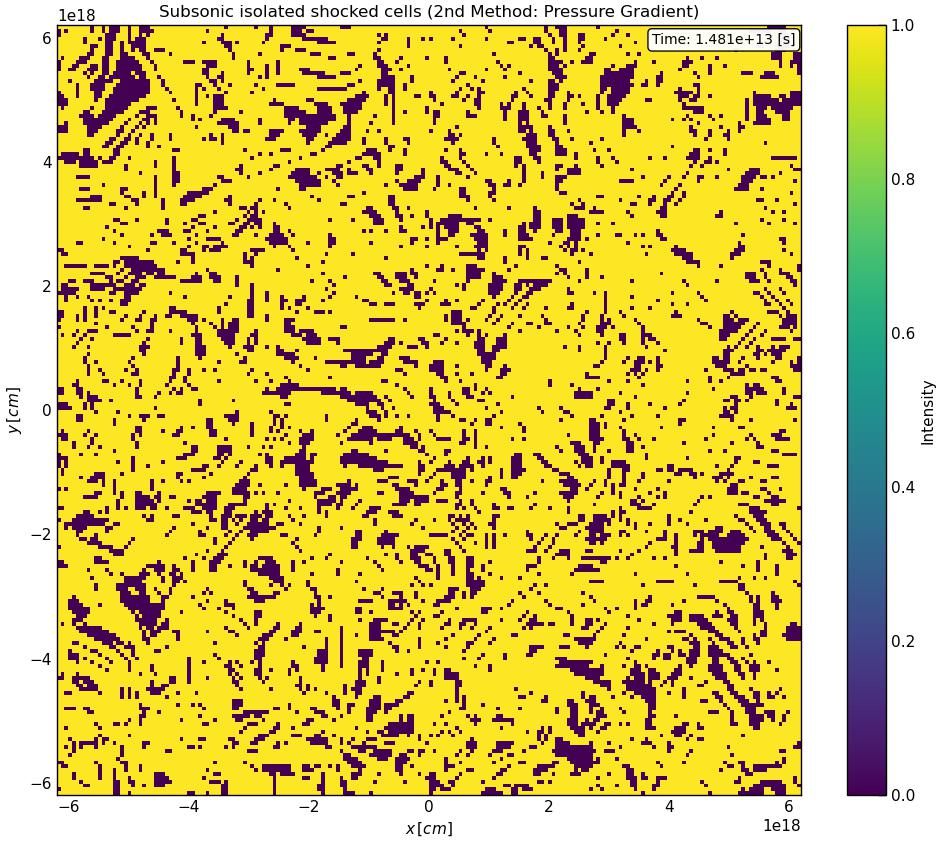 Subsonic isolated shocked cells (2nd Method: Pressure Gradient)
1e18
Time: 1.481e+13 [s]
6
4
2
0
−2
−4
−6
y [cm]
−6 −4 −2 0 2 4 6
1e18
x [cm]
1.0
0.8
0.6
0.4
0.2
0.0
Intensity